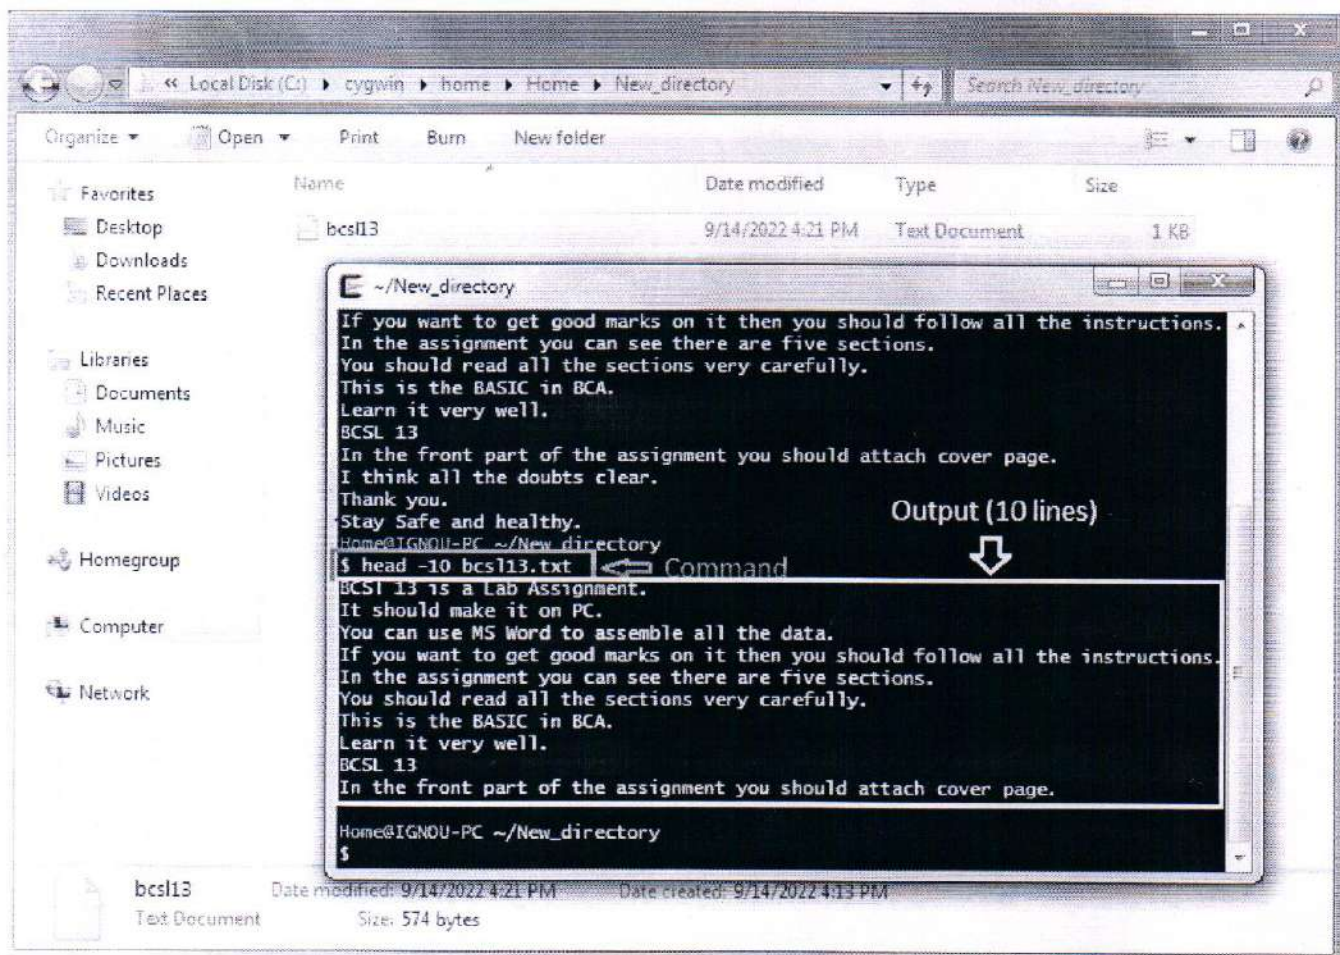 « Local Disk (C:) ▸ cygwin ▸ home ▸ Home ▸ New_directory
Search New_directory
Organize ▾ Open ▾ Print Burn New folder
Name Date modified Type Size
bcsl13 9/14/2022 4:21 PM Text Document 1 KB
Favorites
Desktop
Downloads
Recent Places
Libraries
Documents
Music
Pictures
Videos
Homegroup
Computer
Network
~/New_directory
If you want to get good marks on it then you should follow all the instructions.
In the assignment you can see there are five sections.
You should read all the sections very carefully.
This is the BASIC in BCA.
Learn it very well.
BCSL 13
In the front part of the assignment you should attach cover page.
I think all the doubts clear.
Thank you.
Stay Safe and healthy.
Output (10 lines)
Home@IGNOU-PC ~/New_directory
$ head -10 bcsl13.txt
Command
BCSl 13 is a Lab Assignment.
It should make it on PC.
You can use MS Word to assemble all the data.
If you want to get good marks on it then you should follow all the instructions.
In the assignment you can see there are five sections.
You should read all the sections very carefully.
This is the BASIC in BCA.
Learn it very well.
BCSL 13
In the front part of the assignment you should attach cover page.
Home@IGNOU-PC ~/New_directory
$
bcsl13 Date modified: 9/14/2022 4:21 PM Date created: 9/14/2022 4:13 PM
Text Document Size: 574 bytes